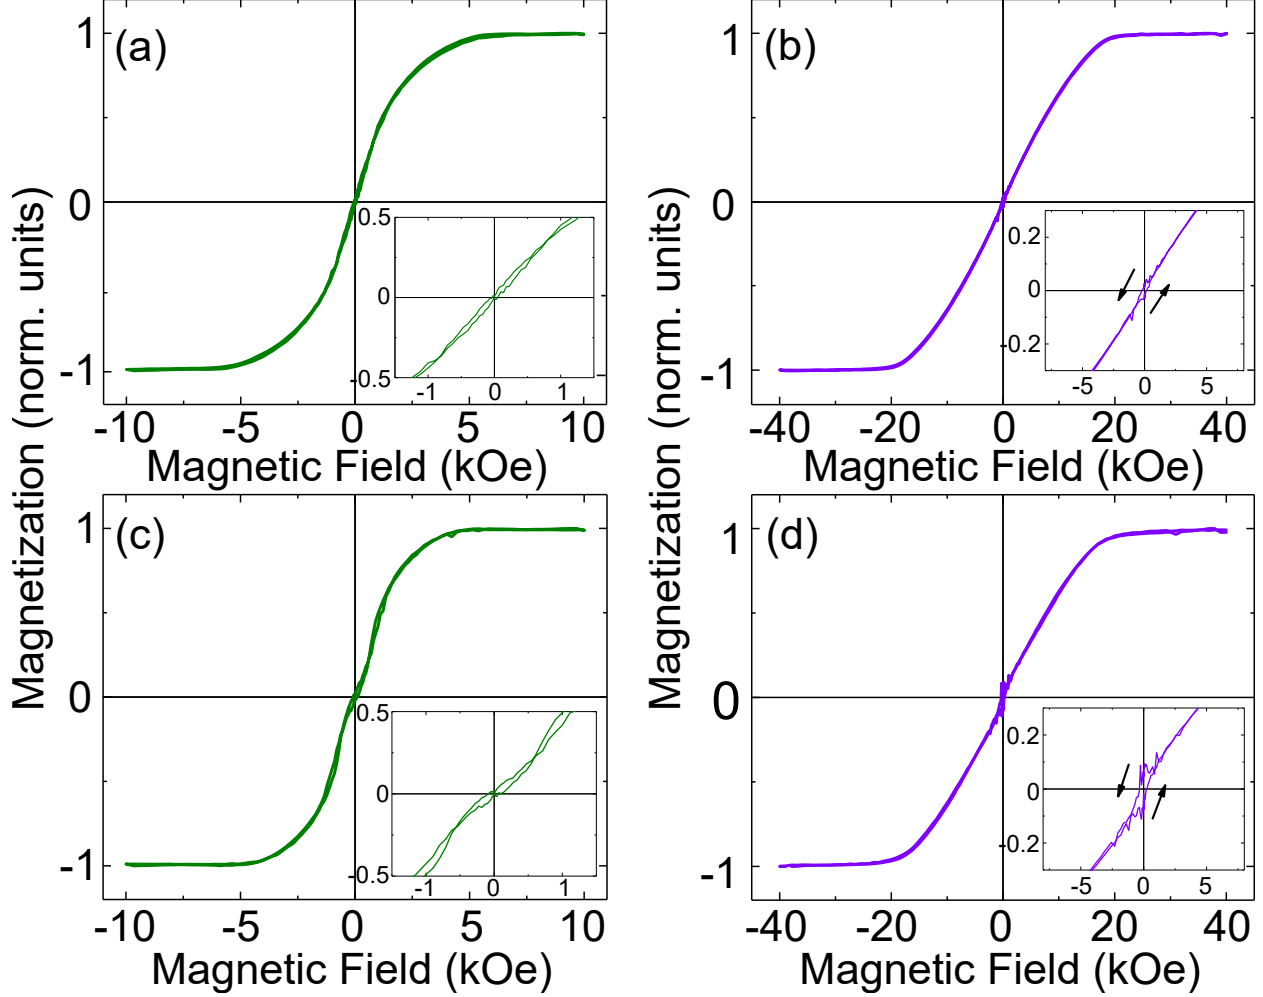 (a)
1
0
-1
-10 -5 0 5 10
Magnetic Field (kOe)
0.5
0
-0.5
-1 0 1
(b)
1
0
-1
-40 -20 0 20 40
Magnetic Field (kOe)
0.2
0
-0.2
-5 0 5
Magnetization (norm. units)
Magnetization (norm. units)
(c)
1
0
-1
-10 -5 0 5 10
Magnetic Field (kOe)
0.5
0
-0.5
-1 0 1
(d)
1
0
-1
-40 -20 0 20 40
Magnetic Field (kOe)
0.2
0
-0.2
-5 0 5